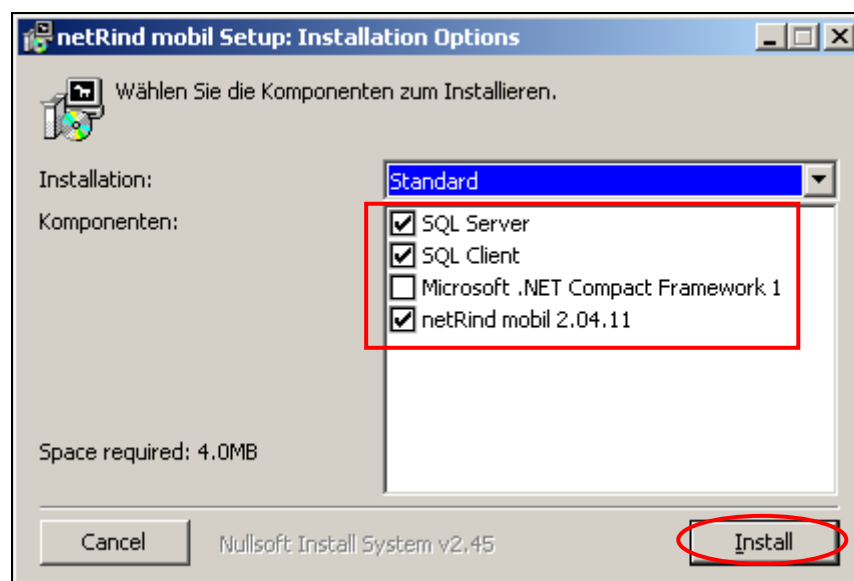 netRind mobil Setup: Installation Options
Wählen Sie die Komponenten zum Installieren.
Installation:
Standard
Komponenten:
SQL Server
SQL Client
Microsoft .NET Compact Framework 1
netRind mobil 2.04.11
Space required: 4.0MB
Cancel
Nullsoft Install System v2.45
Install